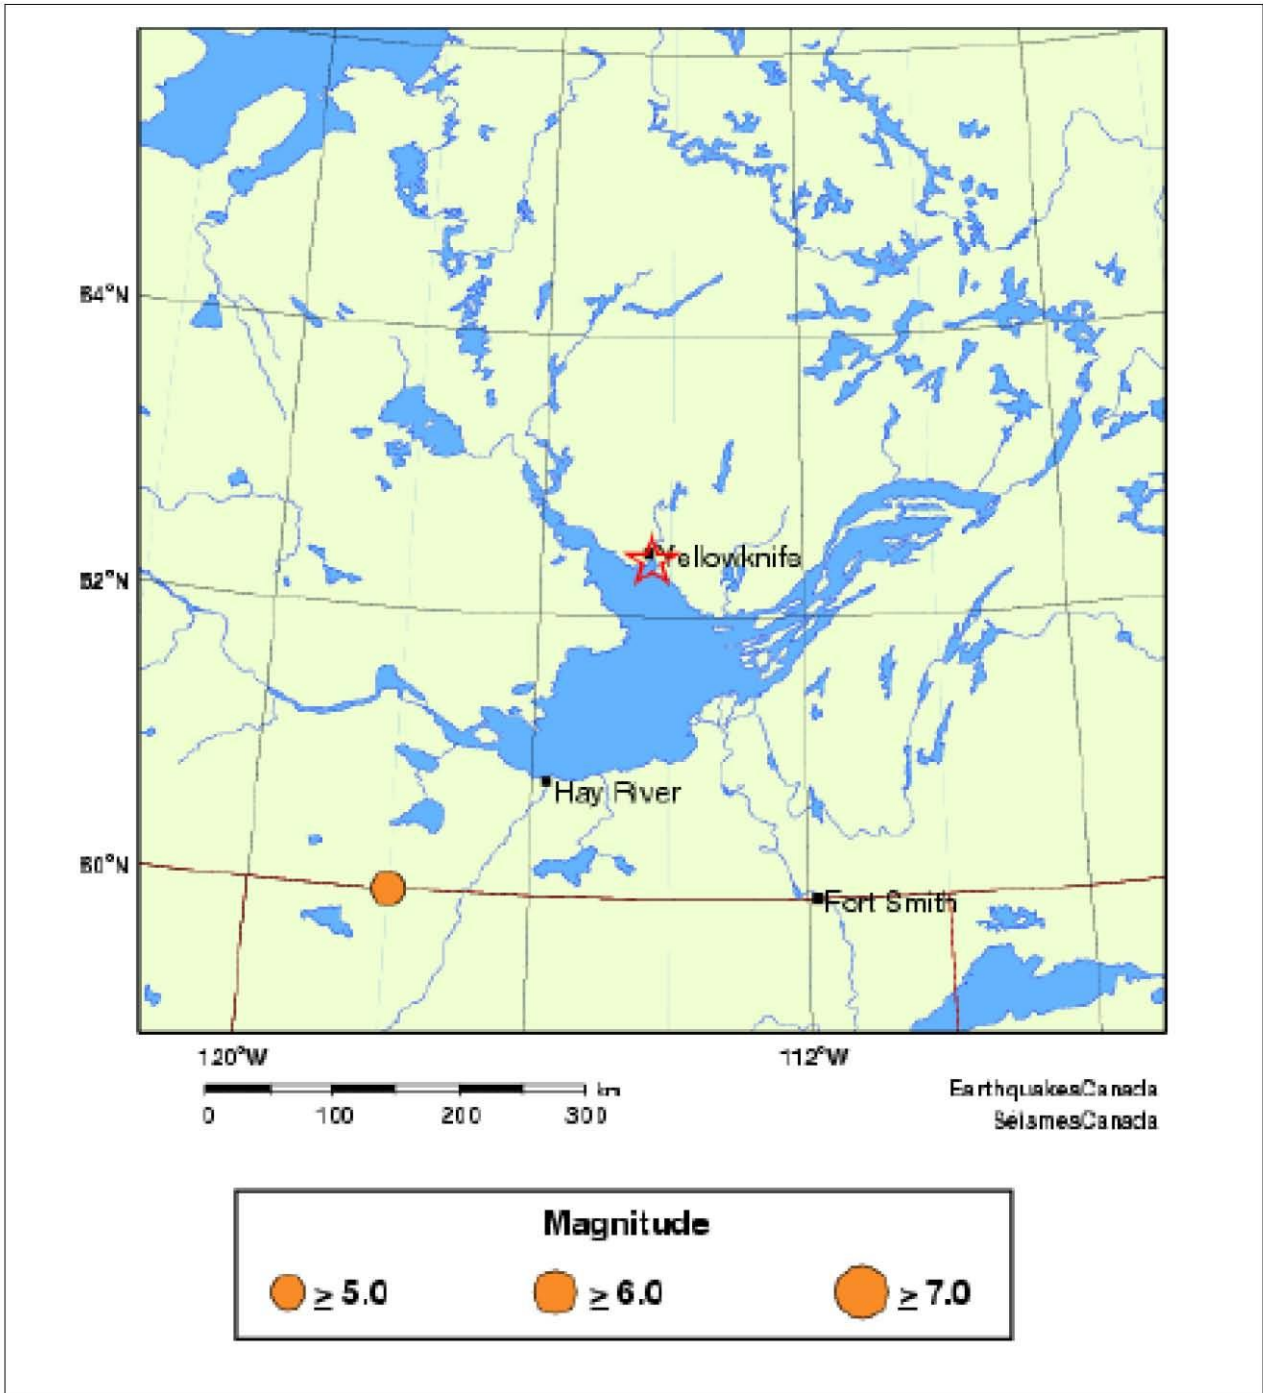 64°N
Yellowknife
62°N
Hay River
60°N
Fort Smith
120°W
112°W
km
0 100 200 300
EarthquakesCanada
SéismesCanada
Magnitude
≥ 5.0 ≥ 6.0 ≥ 7.0